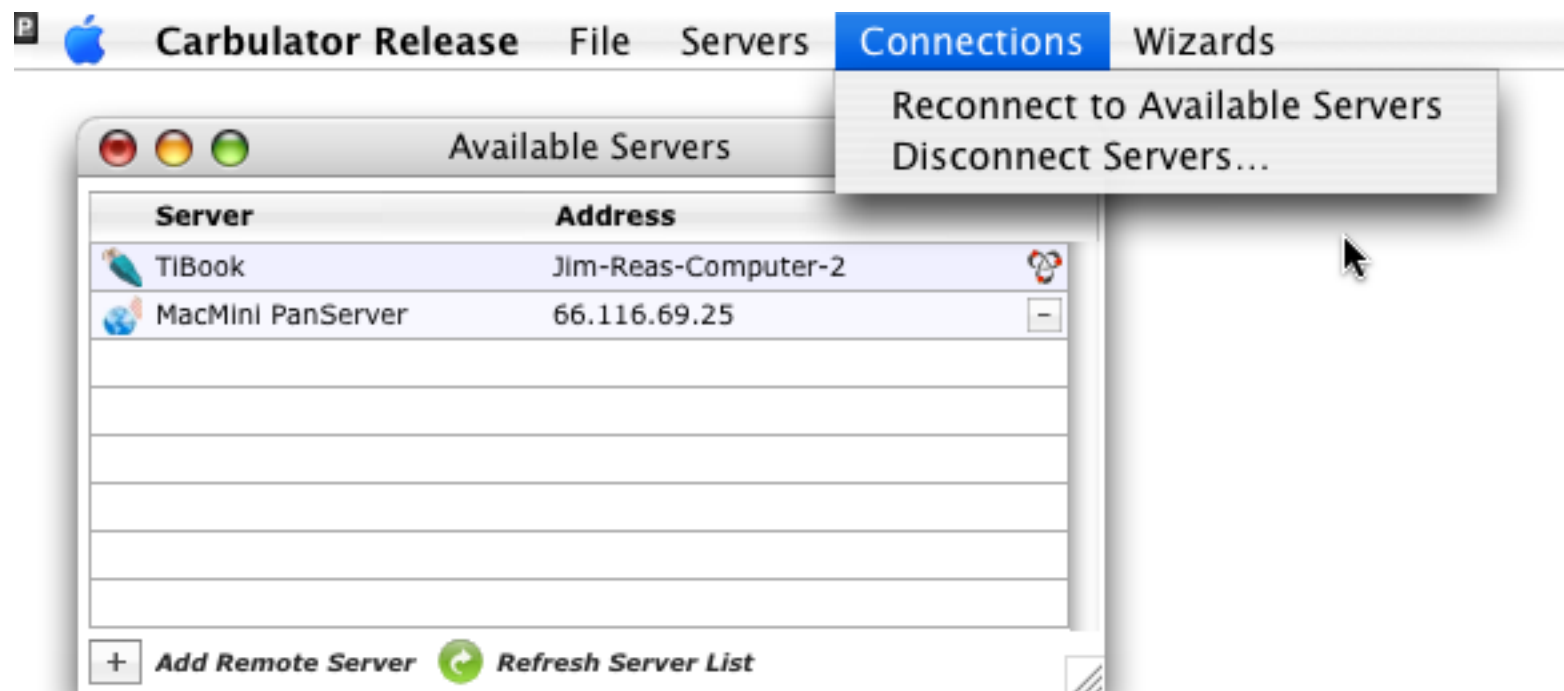 P
Carbulator Release File Servers Connections Wizards
Reconnect to Available Servers
Disconnect Servers...
Available Servers
Server Address
TiBook Jim-Reas-Computer-2
MacMini PanServer 66.116.69.25 -
+ Add Remote Server Refresh Server List